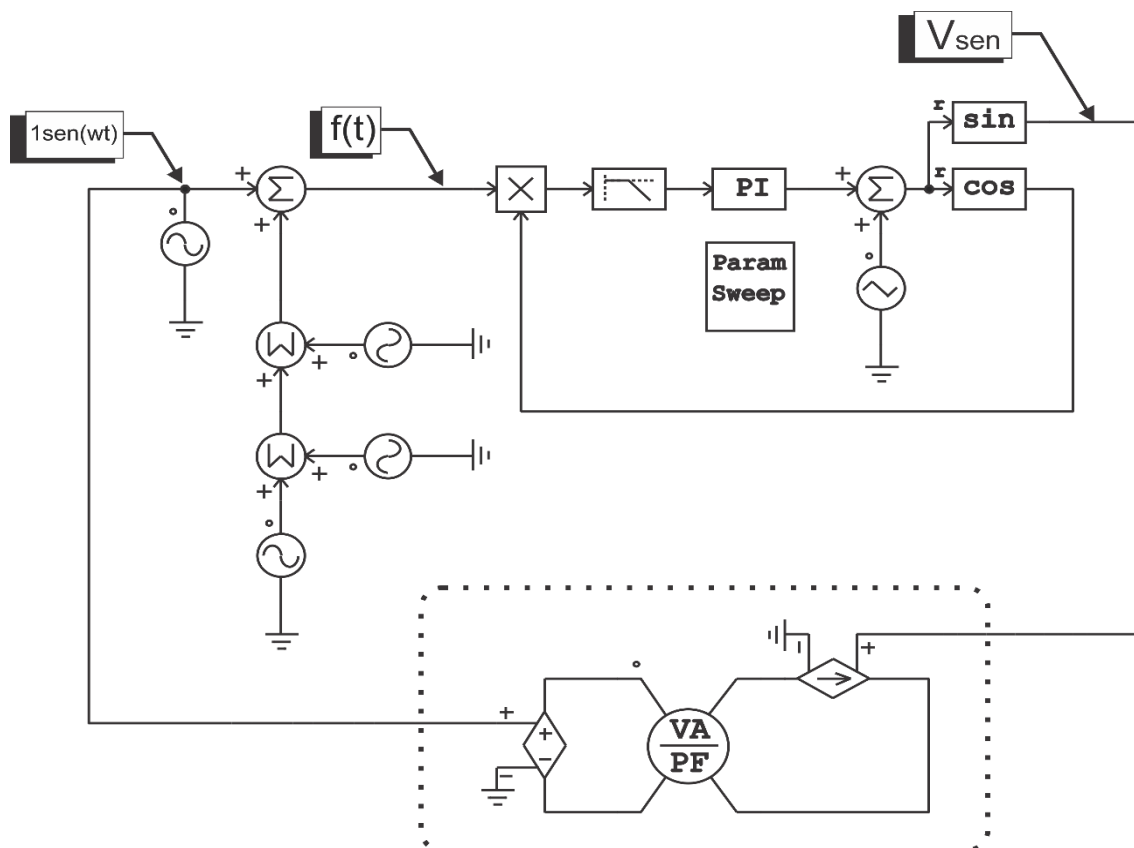 Vsen
1sen(wt)
f(t)
r
sin
+
Σ
+
×
PI
+
Σ
+
r
cos
Param
Sweep
Σ
+
+
Σ
+
+
+
−
+
−
VA
PF
−
+